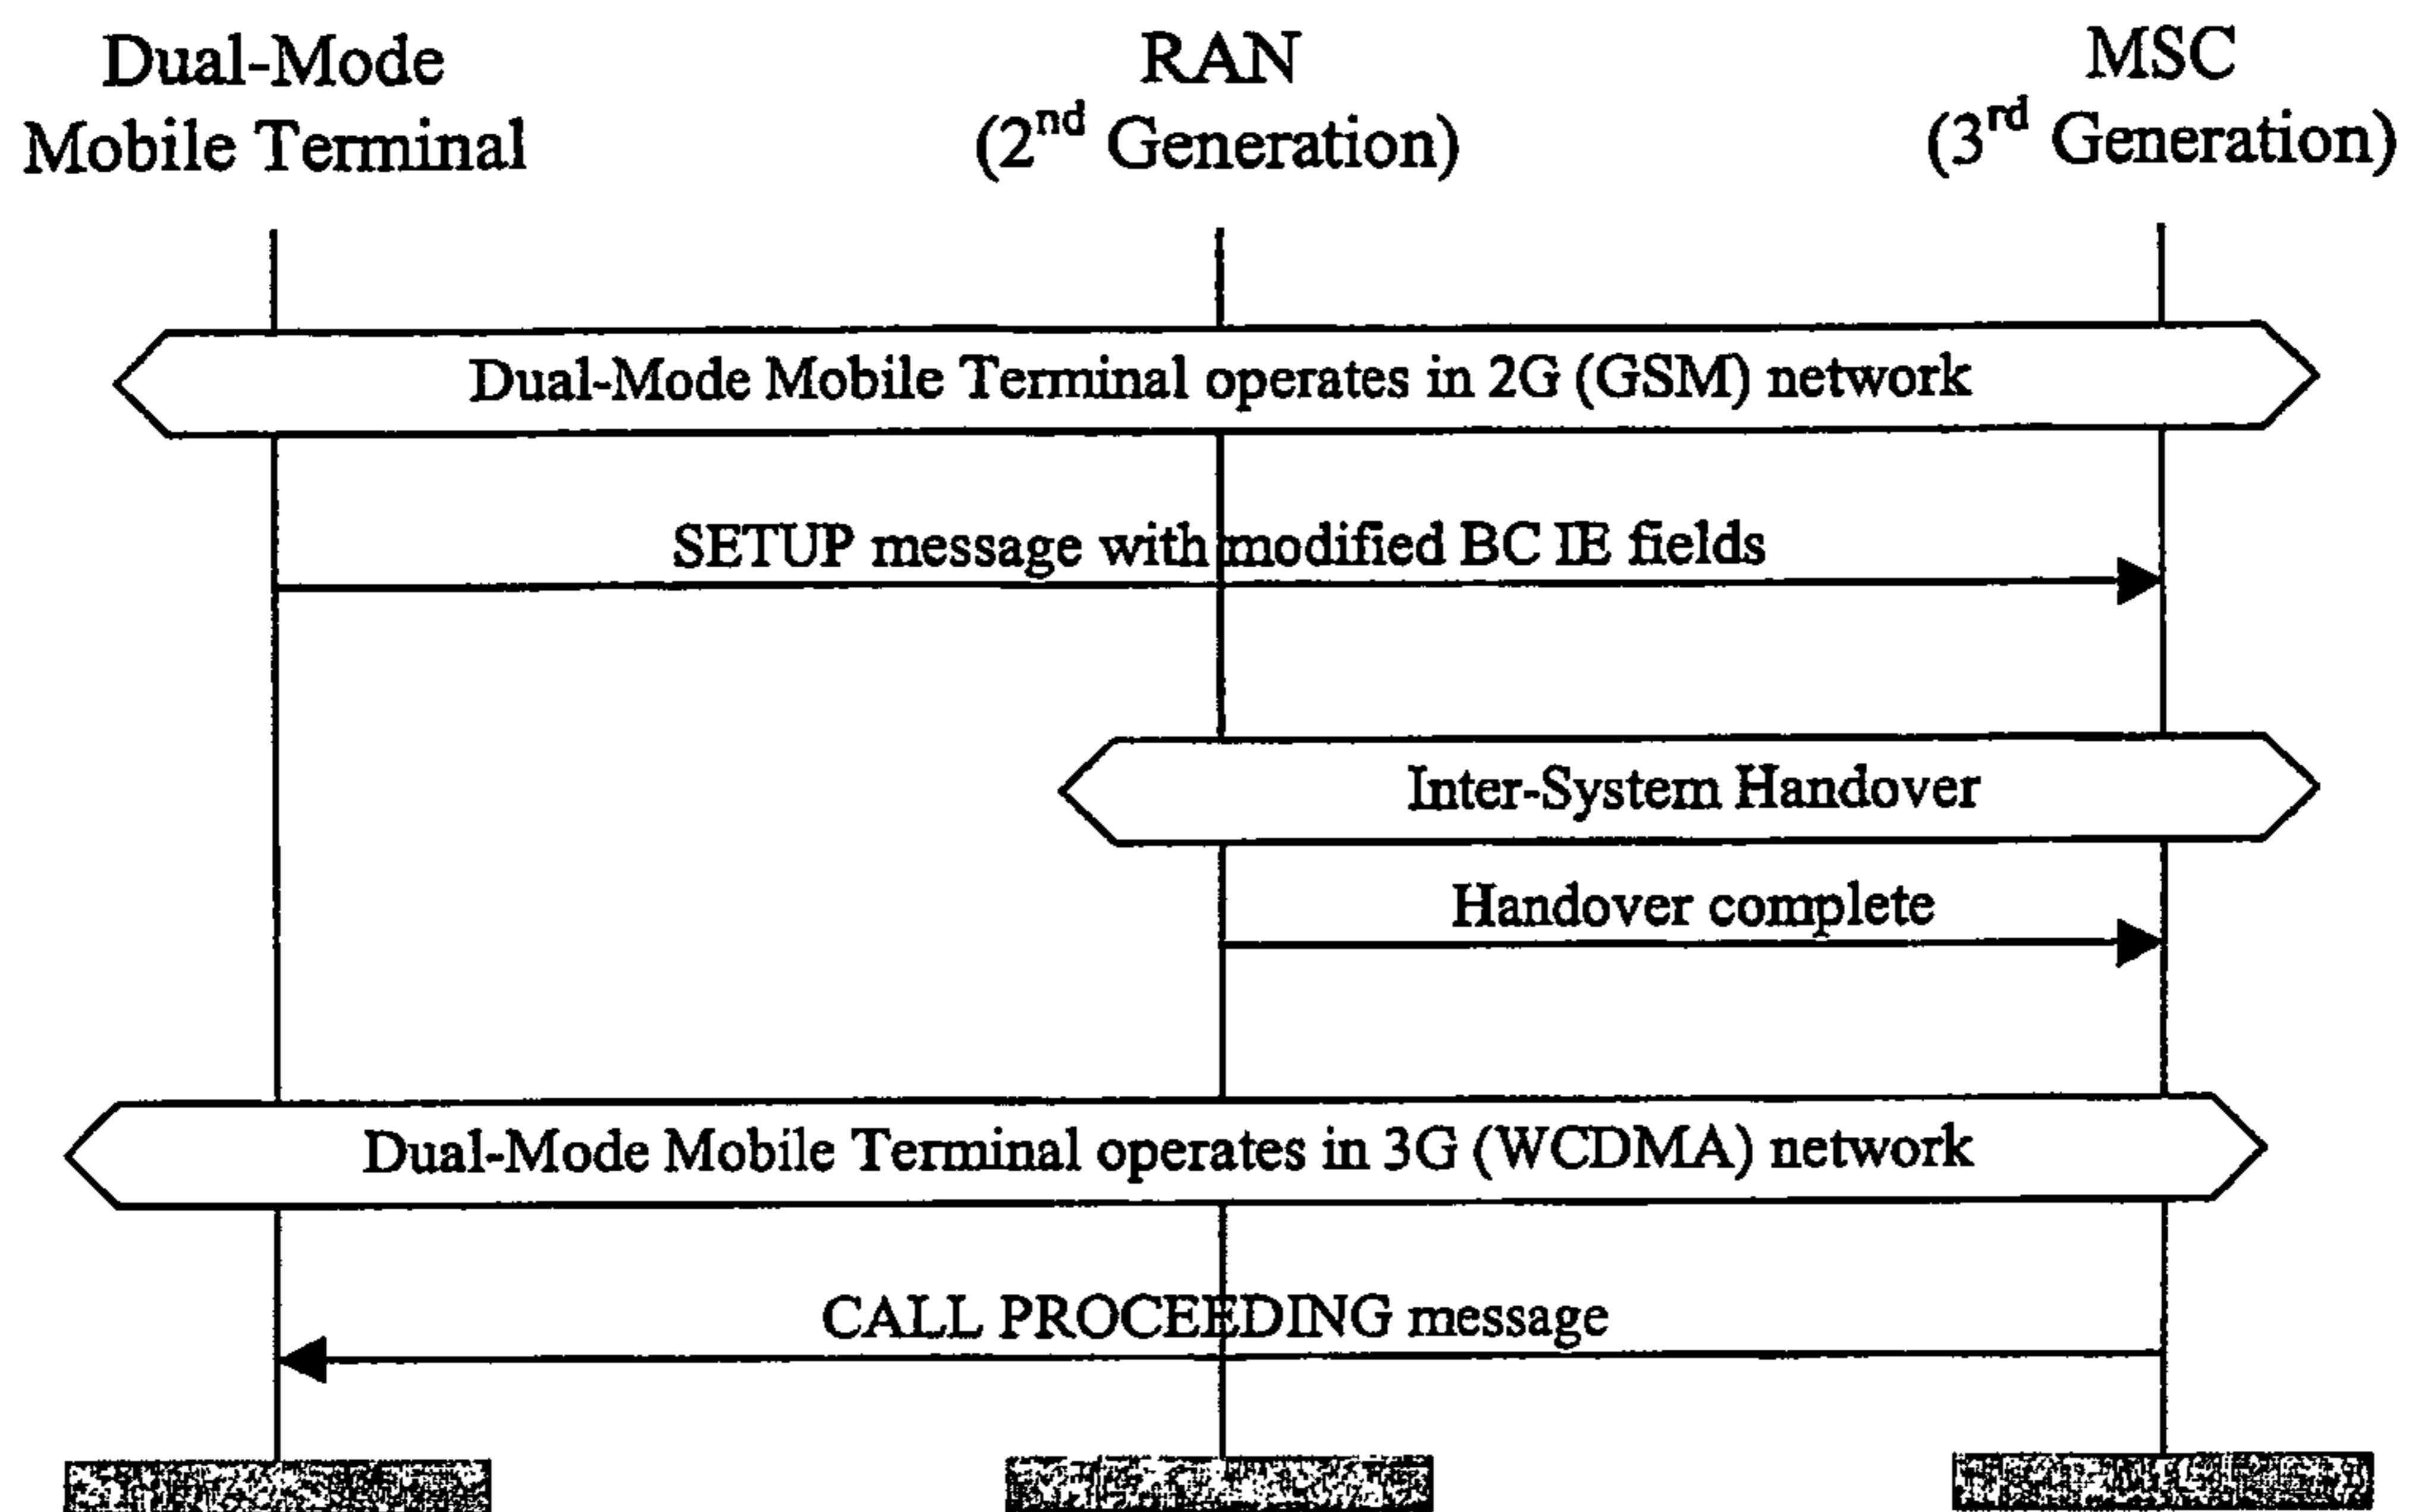 Dual-Mode
Mobile Terminal
RAN
(2nd Generation)
MSC
(3rd Generation)
Dual-Mode Mobile Terminal operates in 2G (GSM) network
SETUP message with modified BC IE fields
Inter-System Handover
Handover complete
Dual-Mode Mobile Terminal operates in 3G (WCDMA) network
CALL PROCEEDING message